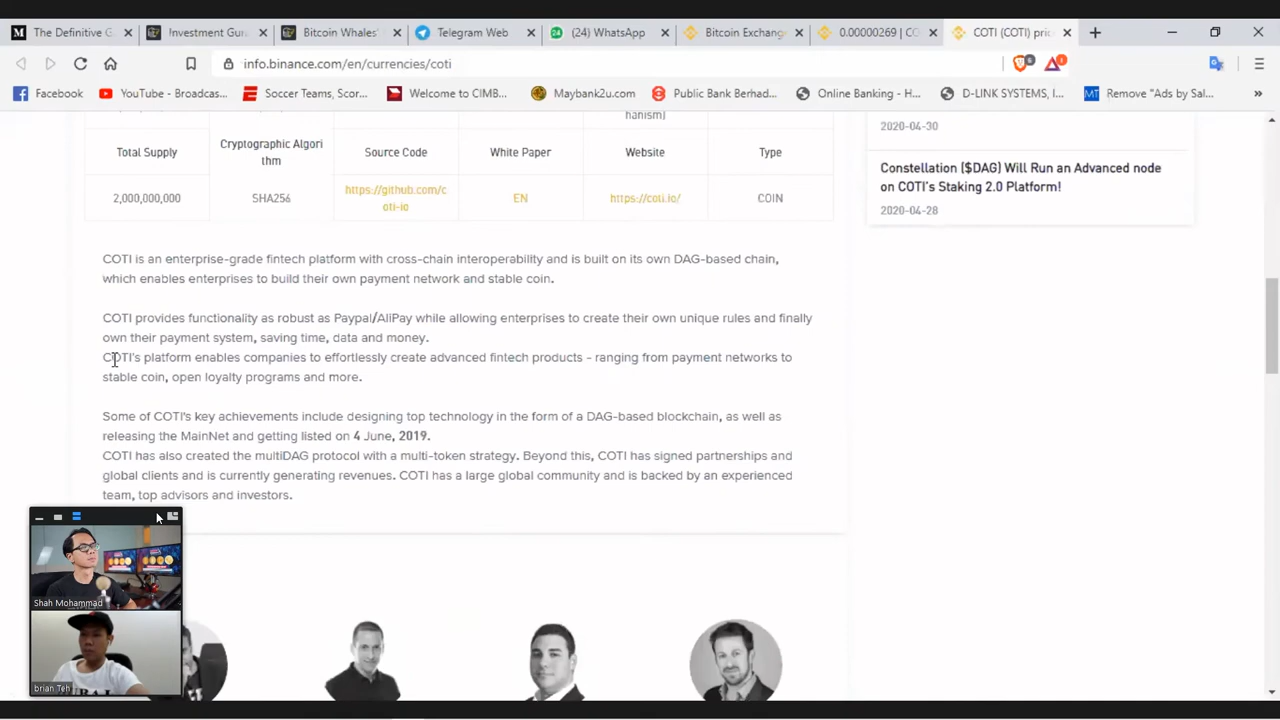 The Definitive G
Investment Gur
Bitcoin Whales'
Telegram Web
(24) WhatsApp
Bitcoin Exchang
0.00000269 | CO
COTI (COTI) pric
info.binance.com/en/currencies/coti
Facebook
YouTube - Broadcas...
Soccer Teams, Scor...
Welcome to CIMB...
Maybank2u.com
Public Bank Berhad...
Online Banking - H...
D-LINK SYSTEMS, I...
Remove "Ads by Sal...
hanism)
2020-04-30
Total Supply
Cryptographic Algori
thm
Source Code
White Paper
Website
Type
2,000,000,000
SHA256
https://github.com/c
oti-io
EN
https://coti.io/
COIN
Constellation ($DAG) Will Run an Advanced node
on COTI's Staking 2.0 Platform!
2020-04-28
COTI is an enterprise-grade fintech platform with cross-chain interoperability and is built on its own DAG-based chain,
which enables enterprises to build their own payment network and stable coin.
COTI provides functionality as robust as Paypal/AliPay while allowing enterprises to create their own unique rules and finally
own their payment system, saving time, data and money.
COTI's platform enables companies to effortlessly create advanced fintech products - ranging from payment networks to
stable coin, open loyalty programs and more.
Some of COTI's key achievements include designing top technology in the form of a DAG-based blockchain, as well as
releasing the MainNet and getting listed on 4 June, 2019.
COTI has also created the multiDAG protocol with a multi-token strategy. Beyond this, COTI has signed partnerships and
global clients and is currently generating revenues. COTI has a large global community and is backed by an experienced
team, top advisors and investors.
Shah Mohammad
brian Teh